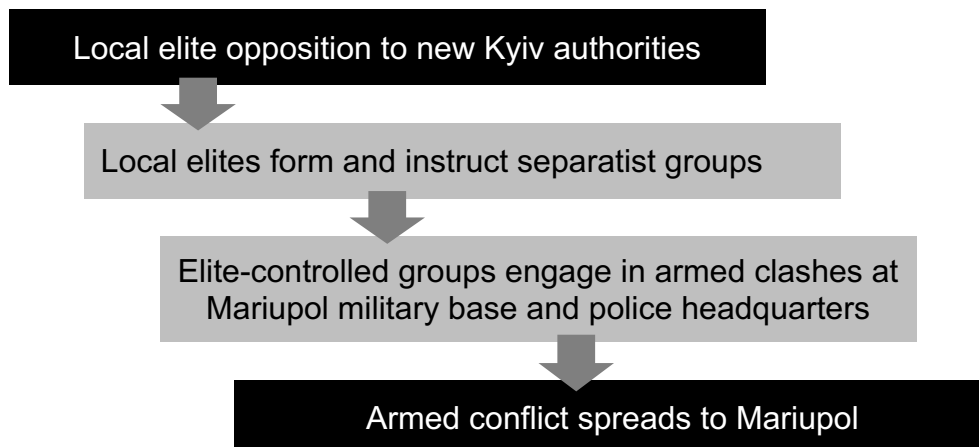 Local elite opposition to new Kyiv authorities
Local elites form and instruct separatist groups
Elite-controlled groups engage in armed clashes at
Mariupol military base and police headquarters
Armed conflict spreads to Mariupol